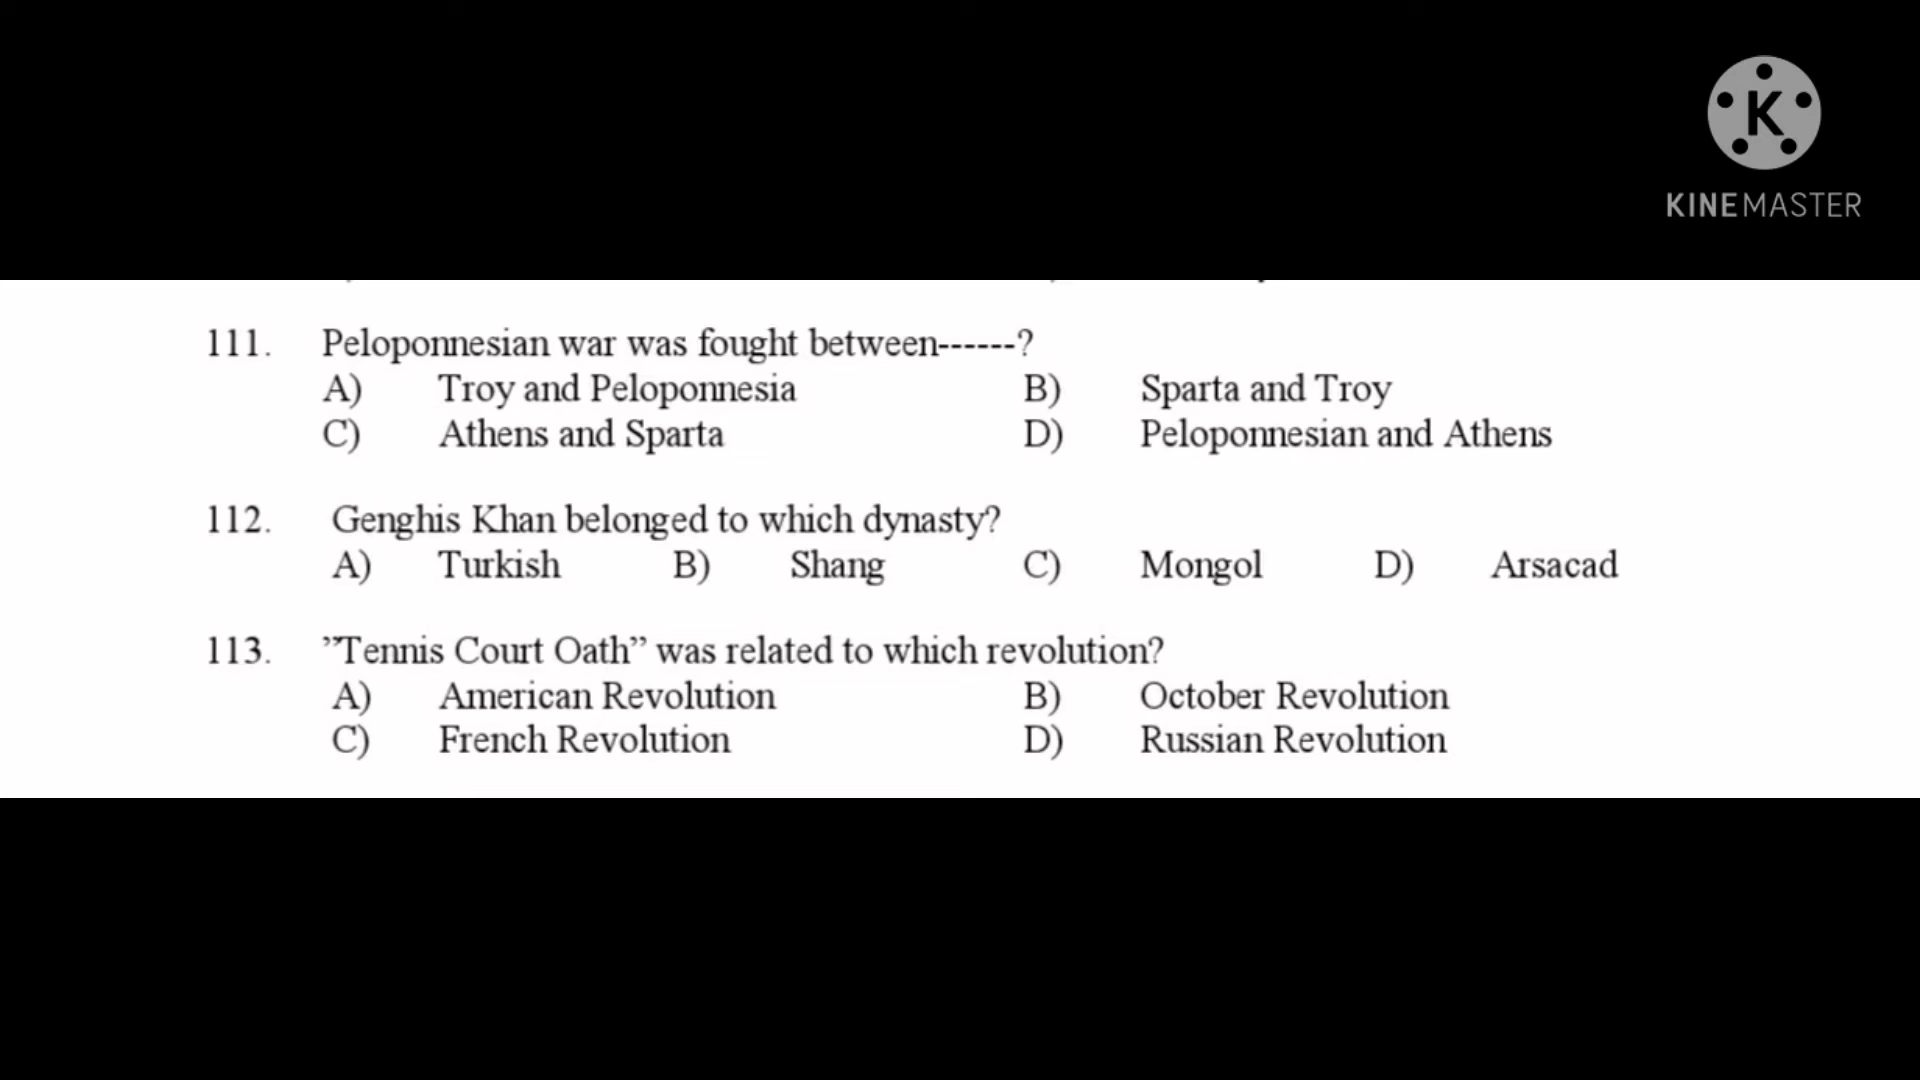 KINEMASTER
111. Peloponnesian war was fought between------?
A) Troy and Peloponnesia B) Sparta and Troy
C) Athens and Sparta D) Peloponnesian and Athens
112. Genghis Khan belonged to which dynasty?
A) Turkish B) Shang C) Mongol D) Arsacad
113. ”Tennis Court Oath” was related to which revolution?
A) American Revolution B) October Revolution
C) French Revolution D) Russian Revolution